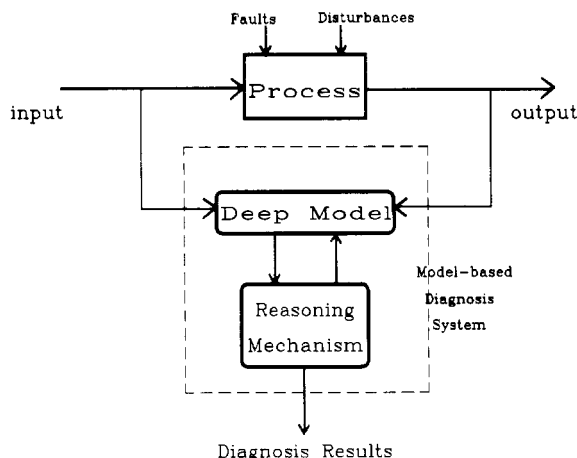 Faults
Disturbances
Process
input
output
Deep Model
Model-based
Diagnosis
System
Reasoning
Mechanism
Diagnosis Results